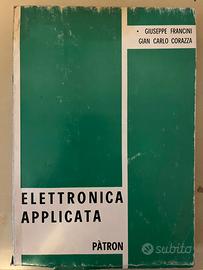 • GIUSEPPE FRANCINI
GIAN CARLO CORAZZA
ELETTRONICA
APPLICATA
PÀTRON
subito